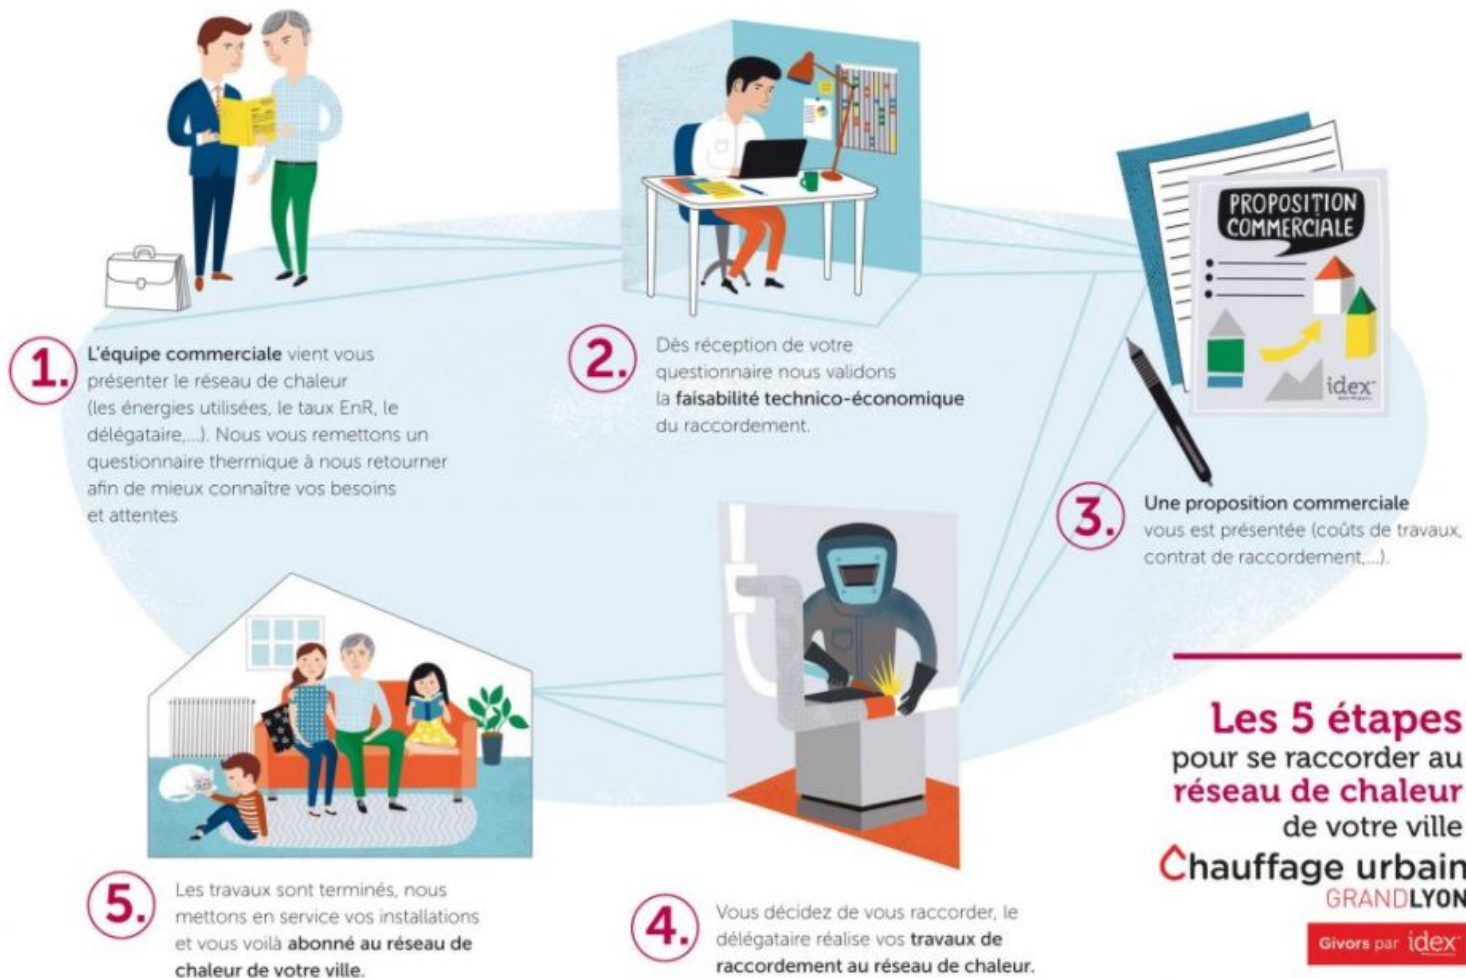 1.
L'équipe commerciale vient vous
présenter le réseau de chaleur
(les énergies utilisées, le taux EnR, le
délégataire,...). Nous vous remettons un
questionnaire thermique à nous retourner
afin de mieux connaître vos besoins
et attentes
2.
Dès réception de votre
questionnaire nous validons
la faisabilité technico-économique
du raccordement.
PROPOSITION
COMMERCIALE
idex
3.
Une proposition commerciale
vous est présentée (coûts de travaux,
contrat de raccordement,...).
4.
Vous décidez de vous raccorder, le
délégataire réalise vos travaux de
raccordement au réseau de chaleur.
5.
Les travaux sont terminés, nous
mettons en service vos installations
et vous voilà abonné au réseau de
chaleur de votre ville.
Les 5 étapes
pour se raccorder au
réseau de chaleur
de votre ville
Chauffage urbain
GRANDLYON
Givors par idex